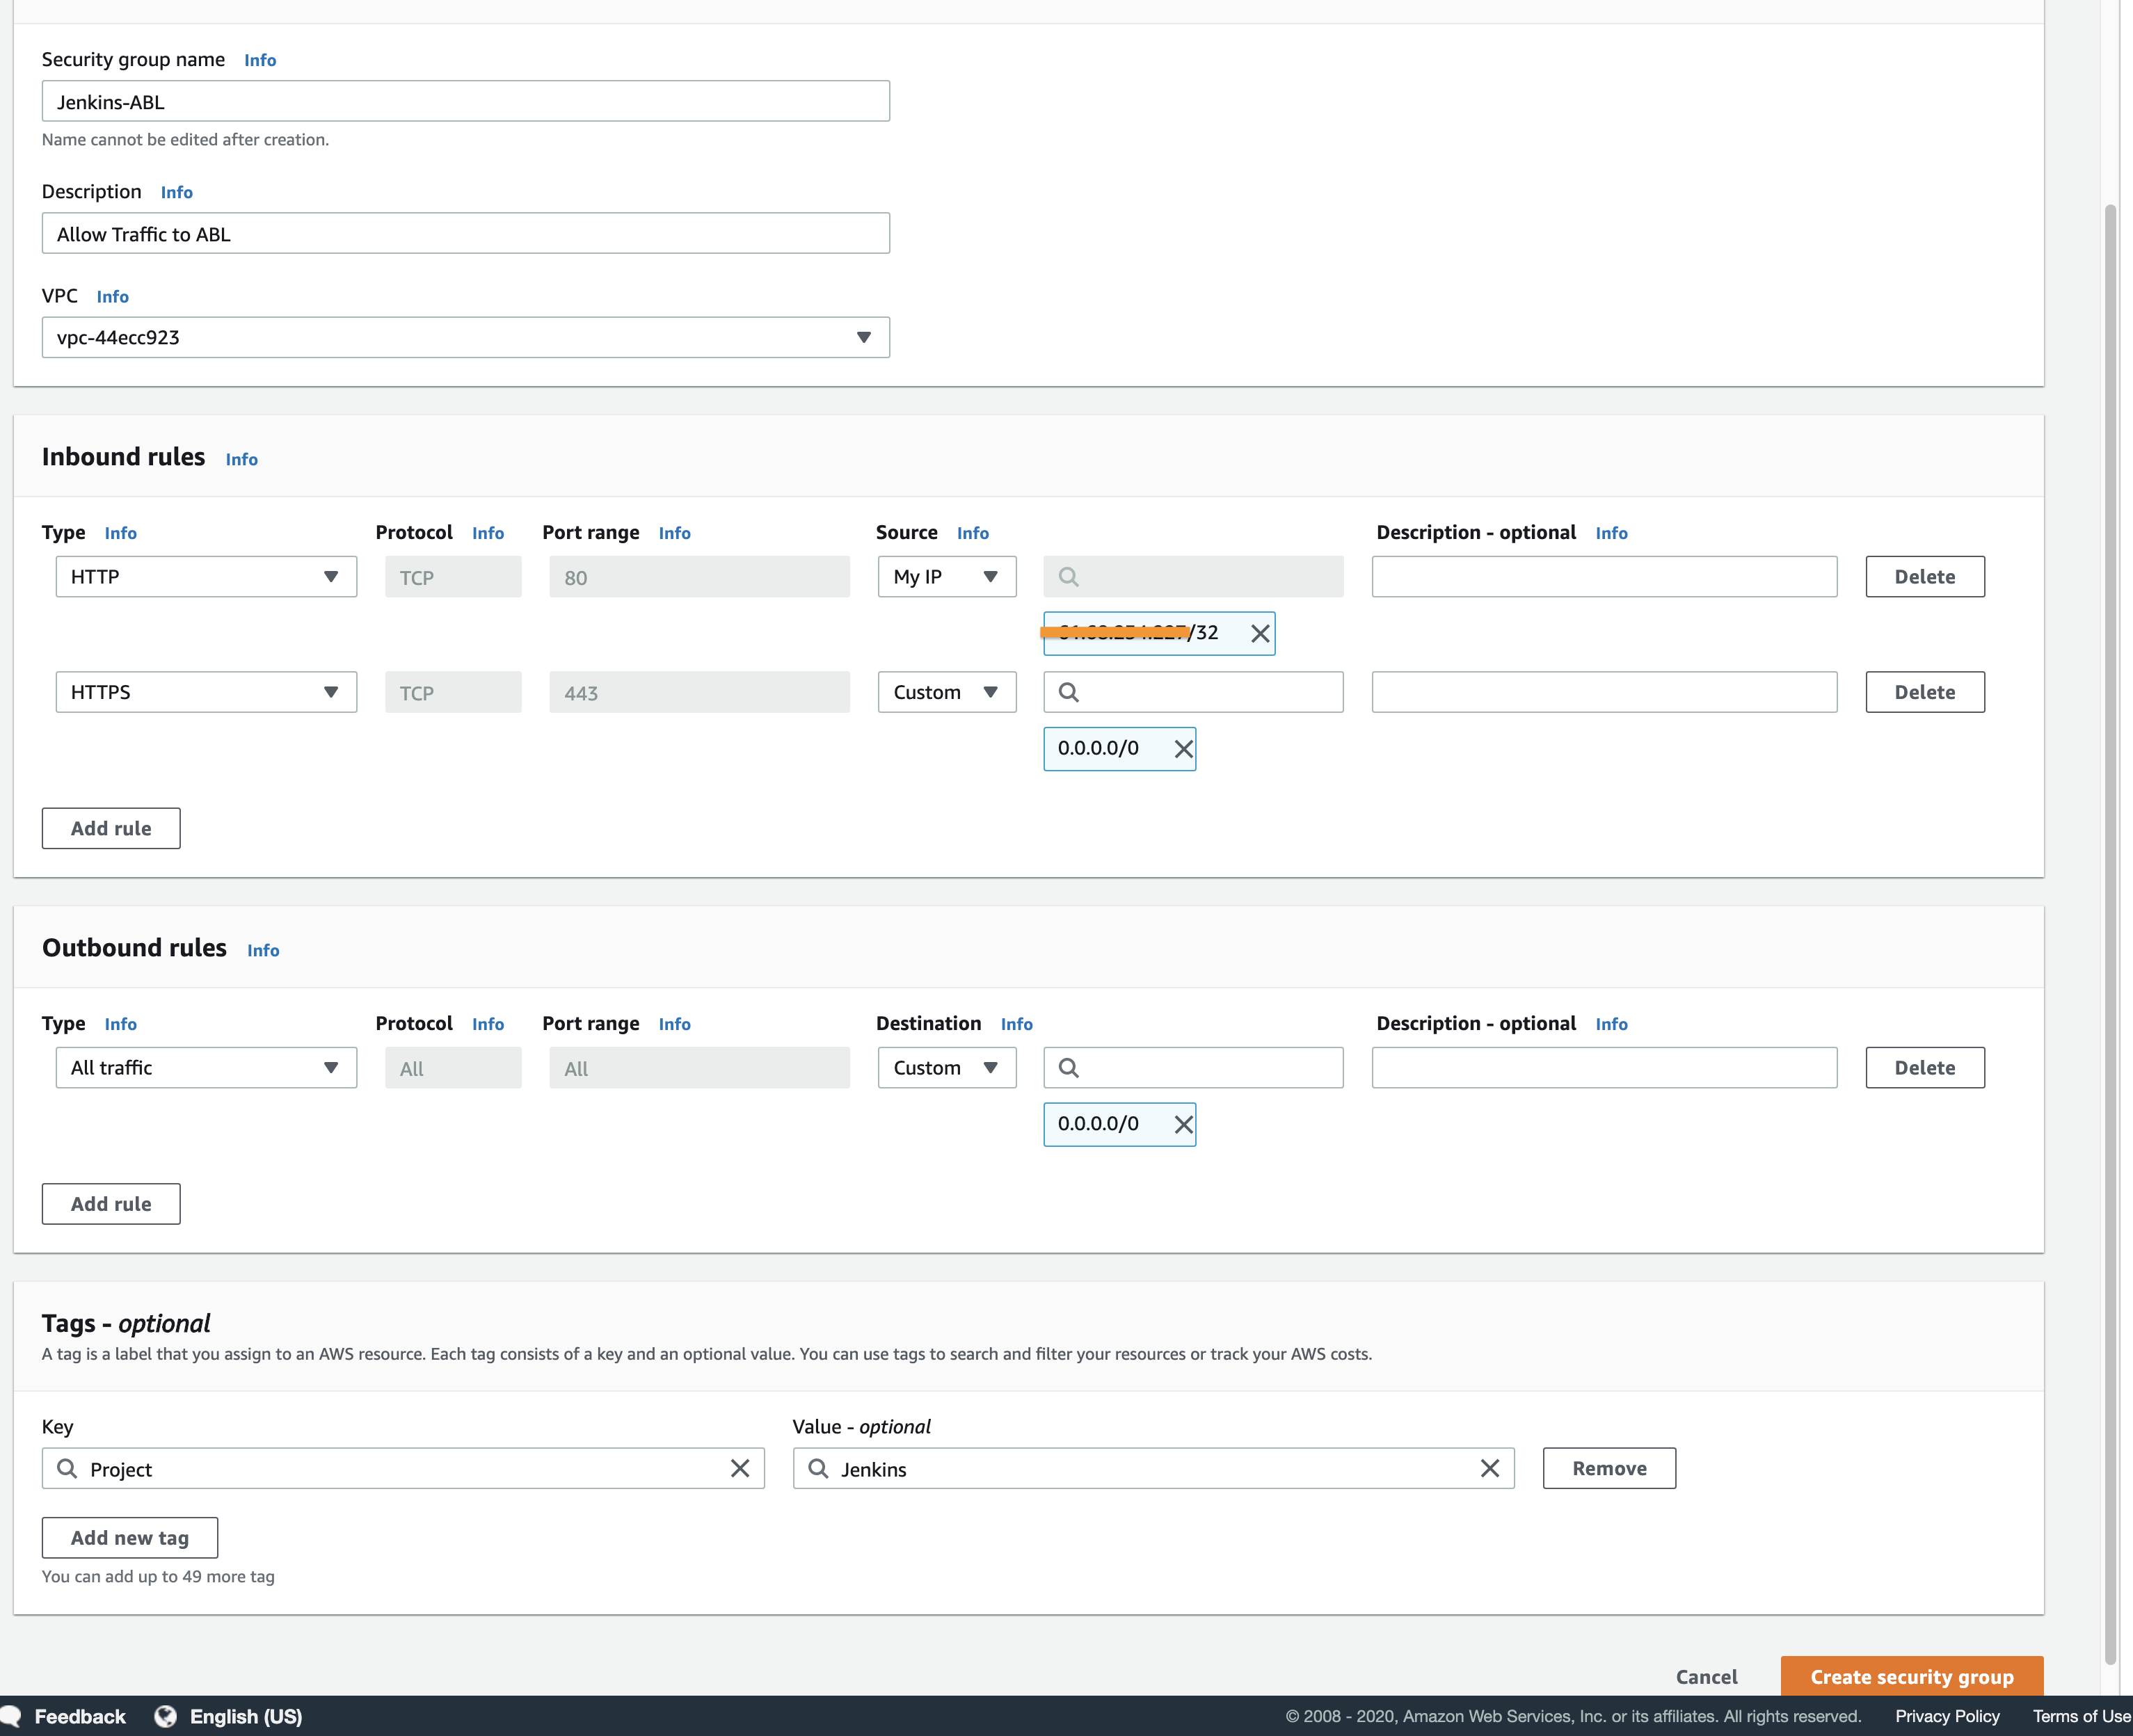 Security group name Info
Jenkins-ABL
Name cannot be edited after creation.
Description Info
Allow Traffic to ABL
VPC Info
vpc-44ecc923
Inbound rules Info
Type Info Protocol Info Port range Info Source Info Description - optional Info
HTTP TCP 80 My IP Delete
/32
HTTPS TCP 443 Custom Delete
0.0.0.0/0
Add rule
Outbound rules Info
Type Info Protocol Info Port range Info Destination Info Description - optional Info
All traffic All All Custom Delete
0.0.0.0/0
Add rule
Tags - optional
A tag is a label that you assign to an AWS resource. Each tag consists of a key and an optional value. You can use tags to search and filter your resources or track your AWS costs.
Key Value - optional
Project Jenkins Remove
Add new tag
You can add up to 49 more tag
Cancel Create security group
Feedback English (US) © 2008 - 2020, Amazon Web Services, Inc. or its affiliates. All rights reserved. Privacy Policy Terms of Use